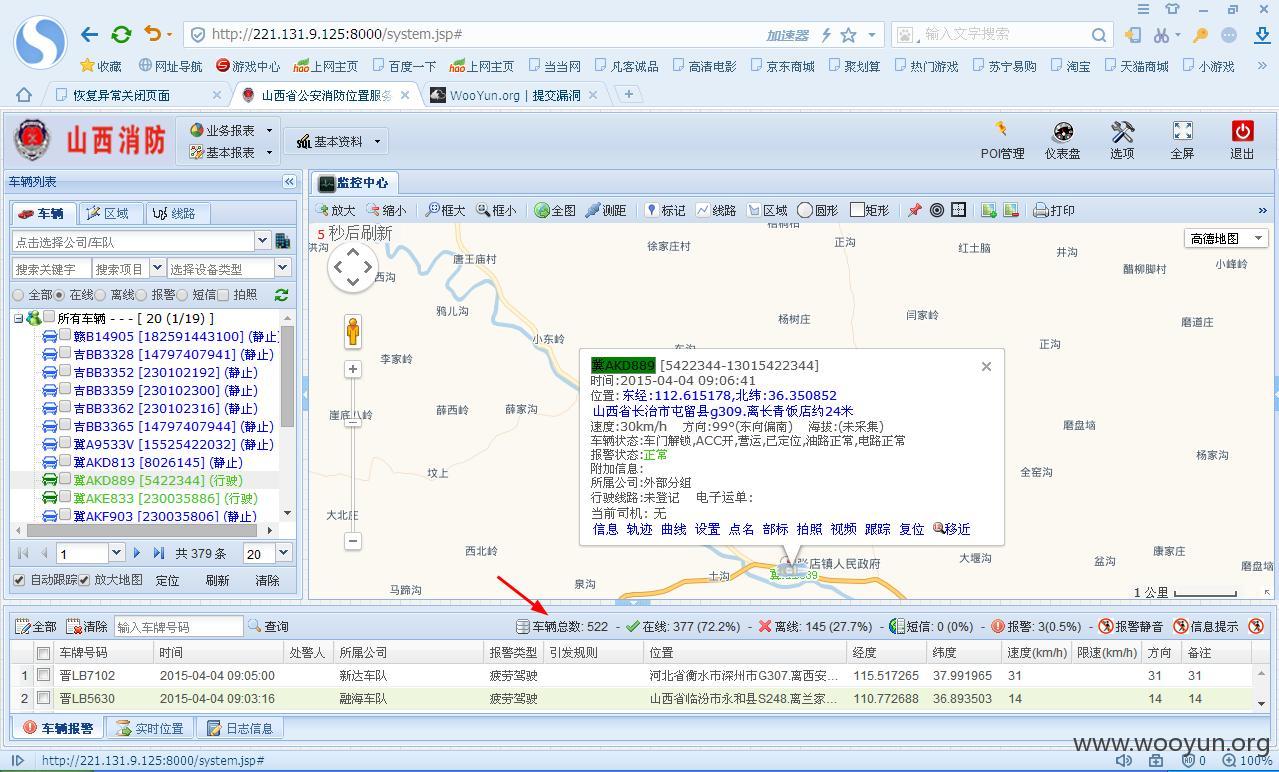 http://221.131.9.125:8000/system.jsp#
加速器
输入文字搜索
收藏 网址导航 游戏中心 上网主页 百度一下 上网主页 当当网 凡客诚品 高清电影 京东商城 聚划算 热门游戏 苏宁易购 淘宝 天猫商城 小游戏
恢复异常关闭页面
山西省公安消防位置服务
WooYun.org | 提交漏洞
山西消防
业务报表
基本报表
基本资料
POI管理 仪表盘 选项 全屏 退出
车辆列表
监控中心
车辆 区域 线路
放大 缩小 框大 框小 全图 测距 标记 线路 区域 圆形 矩形 打印
点击选择公司/车队
搜索关键字 搜索项目 选择设备类型
全部 在线 离线 报警 短信 拍照
所有车辆 - - - [ 20 (1/19) ]
赣B14905 [182591443100] (静止)
吉BB3328 [14797407941] (静止)
吉BB3352 [230102192] (静止)
吉BB3359 [230102300] (静止)
吉BB3362 [230102316] (静止)
吉BB3365 [14797407944] (静止)
冀A9533V [15525422032] (静止)
冀AKD813 [8026145] (静止)
冀AKD889 [5422344] (行驶)
冀AKE833 [230035886] (行驶)
冀AKF903 [230035806] (静止)
1 共 379 条 20
自动跟踪 放大地图 定位 刷新 清除
5 秒后刷新
高德地图
洪沟
西沟
唐王庙村
徐家庄村
正沟
红土脑
井沟
醋柳脚村
小峰岭
鸦儿沟
小东岭
杨树庄
闫家岭
磨道庄
李家岭
正沟
崖底八岭
薛西岭
薛家沟
磨盘垴
杨家沟
坟上
全窑沟
大北庄
西北岭
马蹄沟
泉沟
土沟
张店镇人民政府
大堰沟
盆沟
康家庄
磨盘垴
1 公里
冀AKD889 [5422344-13015422344]
时间:2015-04-04 09:06:41
位置:东经:112.615178,北纬:36.350852
山西省长治市屯留县g309.离长青饭店约24米
速度:30km/h 方向:99°(东向偏南) 海拔:(未采集)
车辆状态:车门解锁,ACC开,营运,已定位,油路正常,电路正常
报警状态:正常
附加信息:
所属公司:外部分组
行驶线路:未登记 电子运单:
当前司机: 无
信息 轨迹 曲线 设置 点名 部标 拍照 视频 跟踪 复位 移近
全部 清除 输入车牌号码 查询
车辆总数: 522 - 在线: 377 (72.2%) - 离线: 145 (27.7%) - 短信: 0 (0%) - 报警: 3(0.5%) - 报警静音 信息提示
车牌号码 时间 处警人 所属公司 报警类型 引发规则 位置 经度 纬度 速度(km/h) 限速(km/h) 方向 备注
1 晋LB7102 2015-04-04 09:05:00 新达车队 疲劳驾驶 河北省衡水市深州市G307.离西安... 115.517265 37.991965 31 31 31
2 晋LB5630 2015-04-04 09:03:16 融海车队 疲劳驾驶 山西省临汾市永和县S248.离兰家... 110.772688 36.893503 14 14 14
车辆报警 实时位置 日志信息
www.wooyun.org
http://221.131.9.125:8000/system.jsp#
0
100%